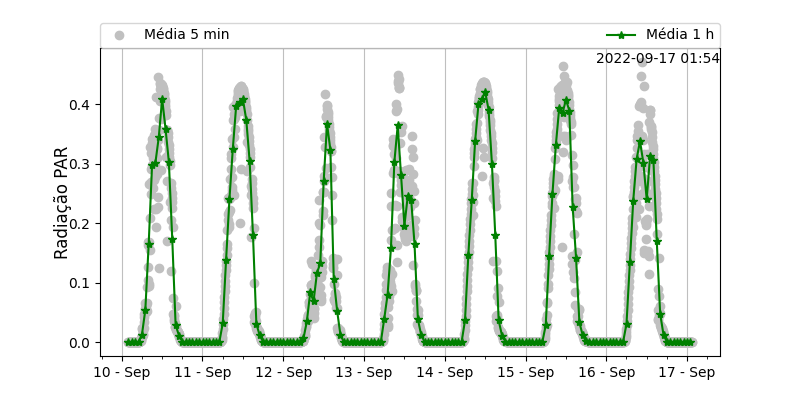 Média 5 min
Média 1 h
2022-09-17 01:54
Radiação PAR
0.4
0.3
0.2
0.1
0.0
10 - Sep
11 - Sep
12 - Sep
13 - Sep
14 - Sep
15 - Sep
16 - Sep
17 - Sep